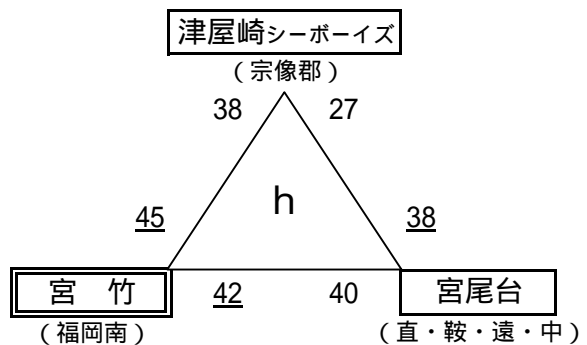 津屋崎シーボーイズ
(宗像郡)
38 27
h
45 38
宮 竹 42 40 宮尾台
(福岡南) (直・鞍・遠・中)